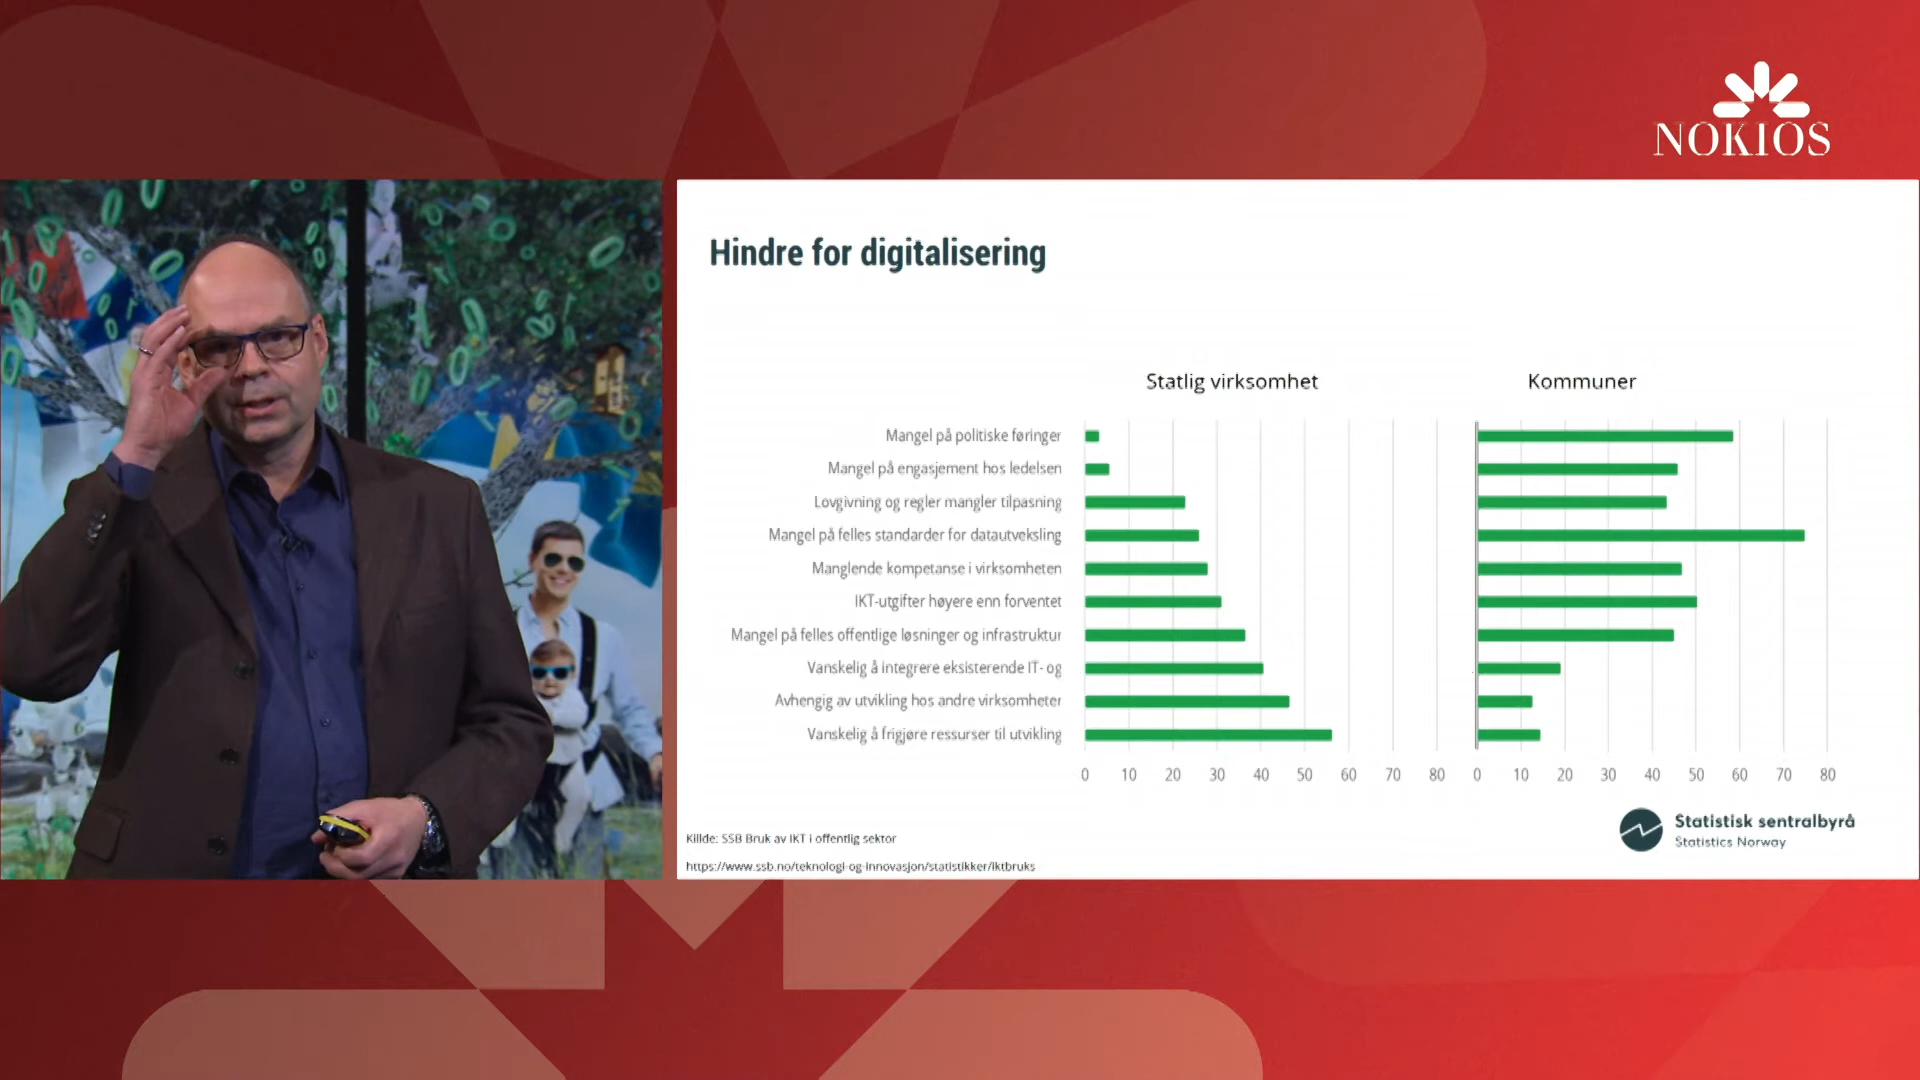 NOKIOS
Hindre for digitalisering
Statlig virksomhet
Kommuner
Mangel på politiske føringer
Mangel på engasjement hos ledelsen
Lovgivning og regler mangler tilpasning
Mangel på felles standarder for datautveksling
Manglende kompetanse i virksomheten
IKT-utgifter høyere enn forventet
Mangel på felles offentlige løsninger og infrastruktur
Vanskelig å integrere eksisterende IT- og
Avhengig av utvikling hos andre virksomheter
Vanskelig å frigjøre ressurser til utvikling
0 10 20 30 40 50 60 70 80
0 10 20 30 40 50 60 70 80
Statistisk sentralbyrå
Statistics Norway
Killde: SSB Bruk av IKT i offentlig sektor
https://www.ssb.no/teknologi-og-innovasjon/statistikker/iktbruks